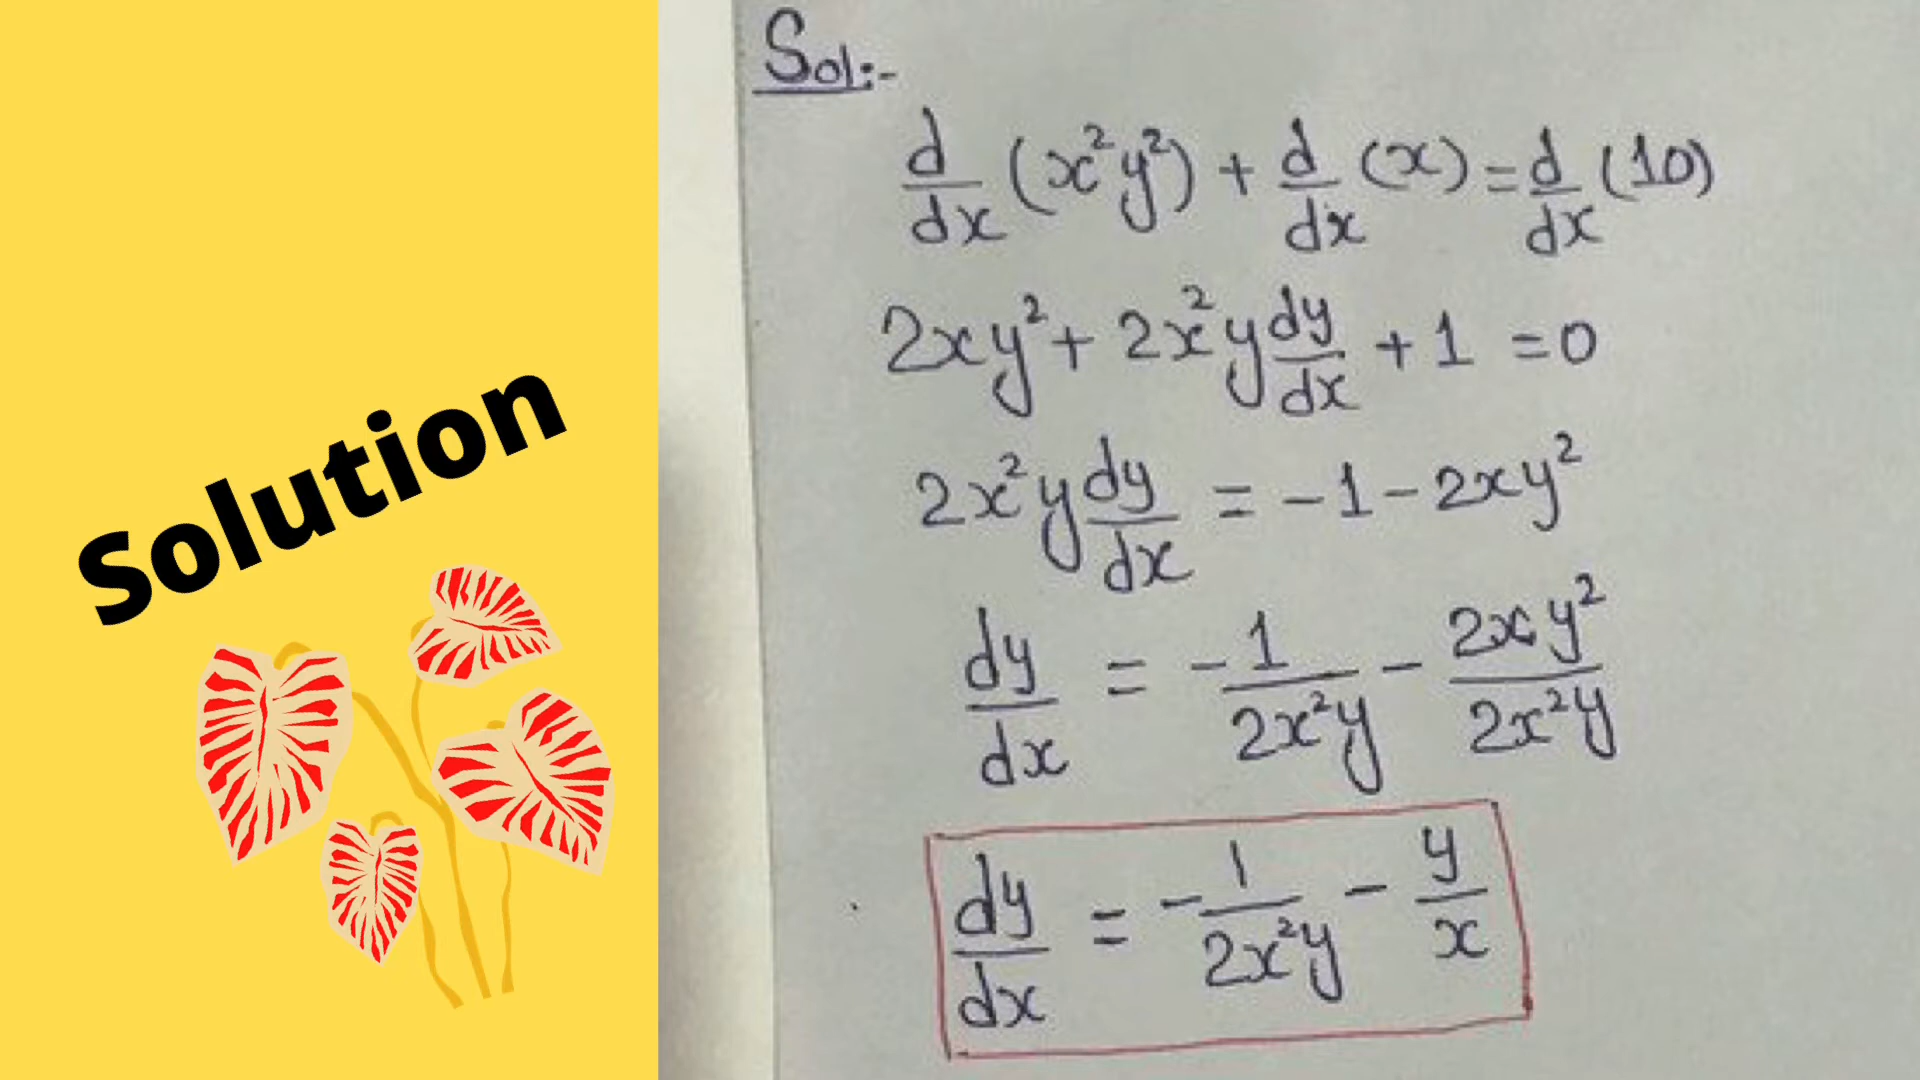 Solution
Sol:-
d/dx (x²y²) + d/dx (x) = d/dx (10)
2xy² + 2x²y dy/dx + 1 = 0
2x²y dy/dx = -1 - 2xy²
dy/dx = -1/2x²y - 2xy²/2x²y
dy/dx = -1/2x²y - y/x